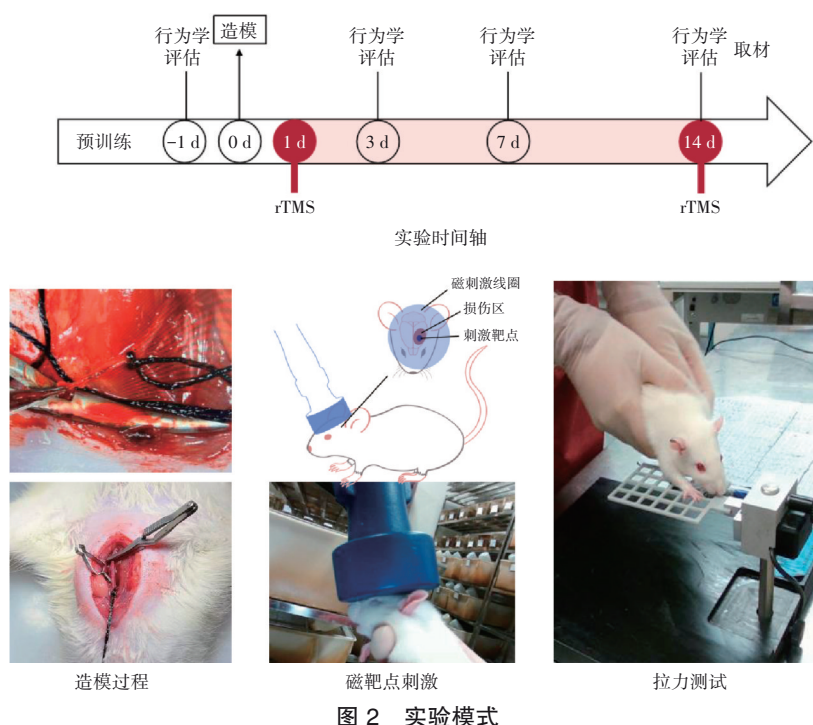 行为学
评估
造模
行为学
评估
行为学
评估
行为学
评估
取材
预训练
−1 d
0 d
1 d
3 d
7 d
14 d
rTMS
rTMS
实验时间轴
磁刺激线圈
损伤区
刺激靶点
造模过程
磁靶点刺激
拉力测试
图 2 实验模式